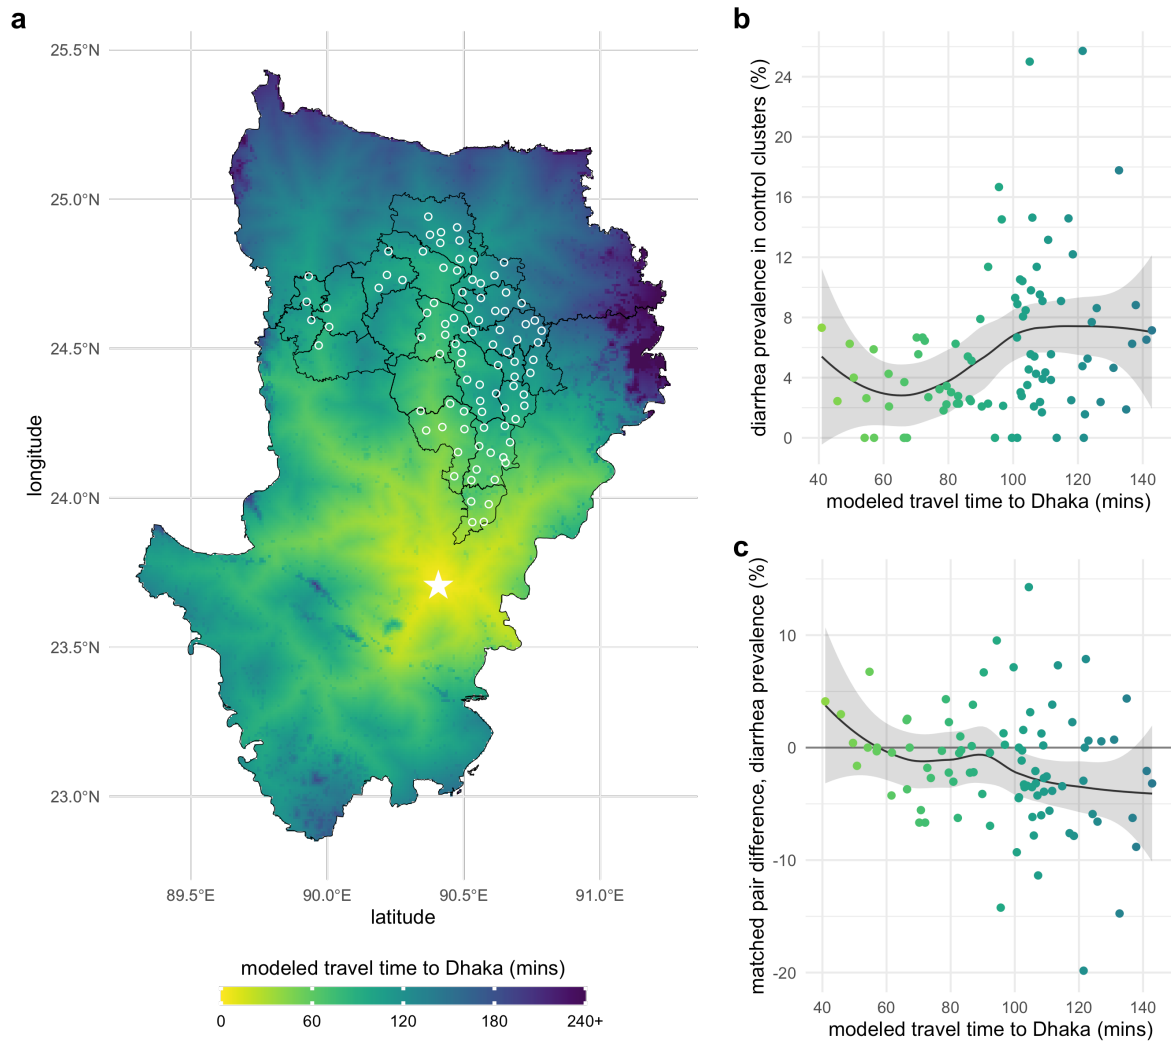 a
25.5°N
25.0°N
24.5°N
24.0°N
23.5°N
23.0°N
longitude
89.5°E 90.0°E 90.5°E 91.0°E
latitude
modeled travel time to Dhaka (mins)
0 60 120 180 240+
b
diarrhea prevalence in control clusters (%)
24
20
16
12
8
4
0
40 60 80 100 120 140
modeled travel time to Dhaka (mins)
c
matched pair difference, diarrhea prevalence (%)
10
0
-10
-20
40 60 80 100 120 140
modeled travel time to Dhaka (mins)